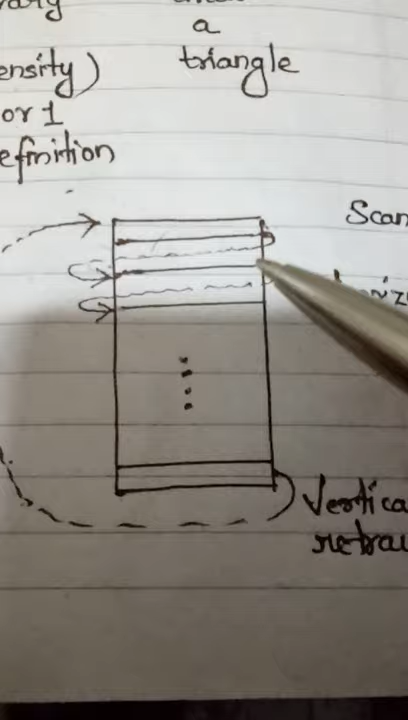 a
triangle
ensity)
or 1
efinition
Scan
Vertica
retra